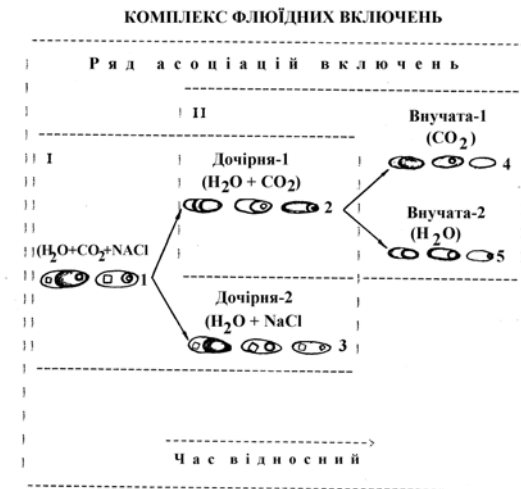 КОМПЛЕКС ФЛЮЇДНИХ ВКЛЮЧЕНЬ
Ряд асоціацій включень
I
(H₂O+CO₂+NACl
1
II
Дочірня-1
(H₂O + CO₂)
2
Дочірня-2
(H₂O + NaCl
3
Внучата-1
(CO₂)
4
Внучата-2
(H₂O)
5
Час відносний